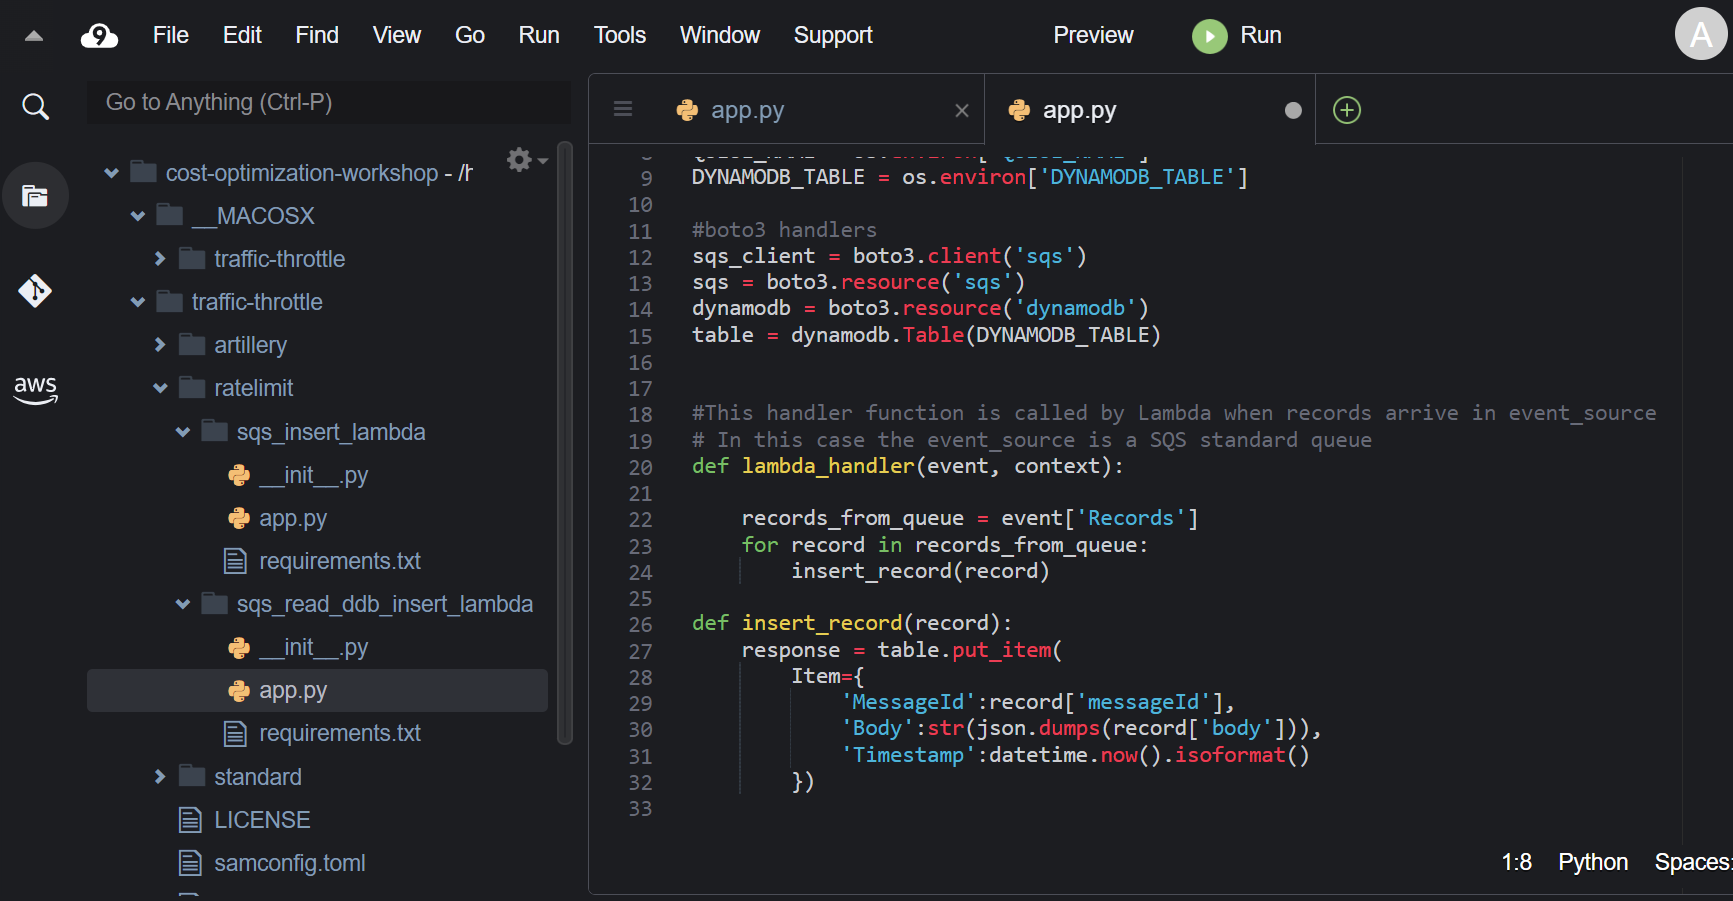 9 File Edit Find View Go Run Tools Window Support Preview Run A
Go to Anything (Ctrl-P)
cost-optimization-workshop - /h
__MACOSX
traffic-throttle
traffic-throttle
artillery
ratelimit
sqs_insert_lambda
__init__.py
app.py
requirements.txt
sqs_read_ddb_insert_lambda
__init__.py
app.py
requirements.txt
standard
LICENSE
samconfig.toml
aws
app.py
app.py
9 DYNAMODB_TABLE = os.environ['DYNAMODB_TABLE']
10
11 #boto3 handlers
12 sqs_client = boto3.client('sqs')
13 sqs = boto3.resource('sqs')
14 dynamodb = boto3.resource('dynamodb')
15 table = dynamodb.Table(DYNAMODB_TABLE)
16
17
18 #This handler function is called by Lambda when records arrive in event_source
19 # In this case the event_source is a SQS standard queue
20 def lambda_handler(event, context):
21
22 records_from_queue = event['Records']
23 for record in records_from_queue:
24 insert_record(record)
25
26 def insert_record(record):
27 response = table.put_item(
28 Item={
29 'MessageId':record['messageId'],
30 'Body':str(json.dumps(record['body'])),
31 'Timestamp':datetime.now().isoformat()
32 })
33
1:8 Python Spaces: